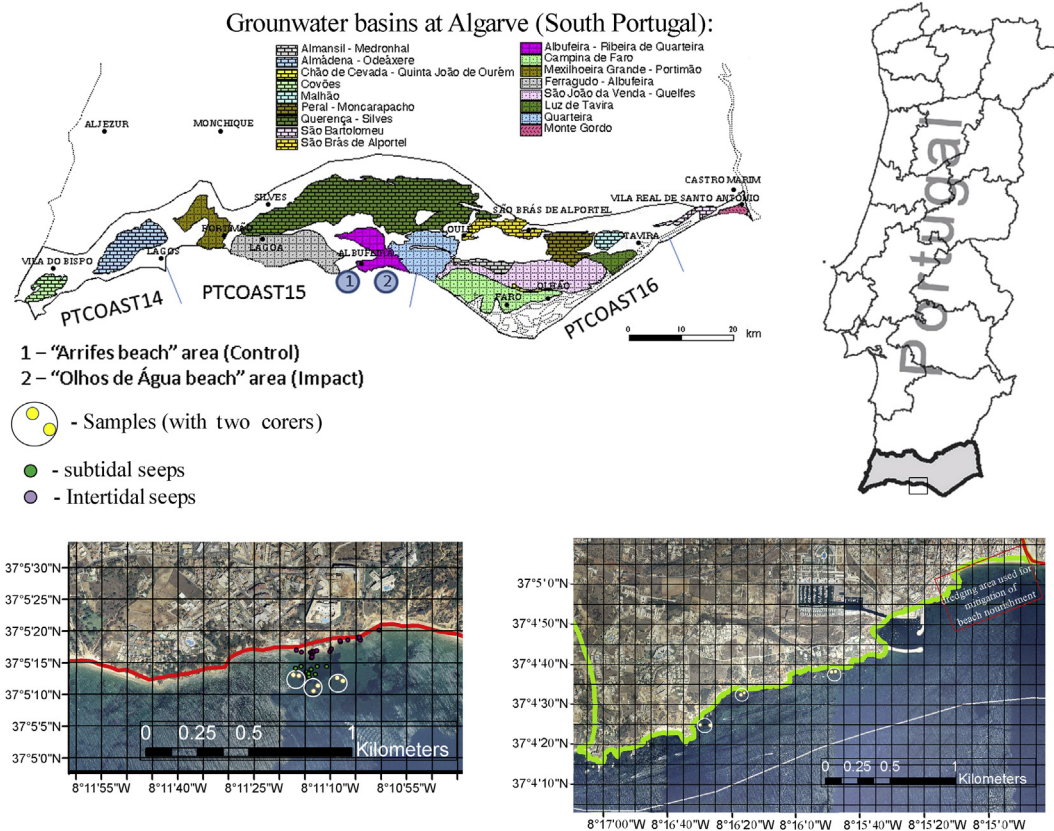 Grounwater basins at Algarve (South Portugal):
Almansil - Medronhal
Almádena - Odeáxere
Chão de Cevada - Quinta João de Ourém
Covões
Malhão
Peral - Moncarapacho
Querença - Silves
São Bartolomeu
São Brás de Alportel
Albufeira - Ribeira de Quarteira
Campina de Faro
Mexilhoeira Grande - Portimão
Ferragudo - Albufeira
São João da Venda - Quelfes
Luz de Tavira
Quarteira
Monte Gordo
ALJEZUR
MONCHIQUE
CASTRO MARIM
SILVES
VILA REAL DE SANTO ANTÓNIO
SÃO BRÁS DE ALPORTEL
PORTIMÃO
LOULÉ
TAVIRA
LAGOA
LAGOS
ALBUFEIRA
VILA DO BISPO
OLHÃO
FARO
PTCOAST14
PTCOAST15
PTCOAST16
1
2
0 10 20 km
Portugal
1 – “Arrifes beach” area (Control)
2 – “Olhos de Água beach” area (Impact)
- Samples (with two corers)
- subtidal seeps
- Intertidal seeps
37°5'30"N
37°5'25"N
37°5'20"N
37°5'15"N
37°5'10"N
37°5'5"N
37°5'0"N
0 0.25 0.5 1
Kilometers
8°11'55"W 8°11'40"W 8°11'25"W 8°11'10"W 8°10'55"W
dredging area used for
mitigation of
beach nourishment
37°5'0"N
37°4'50"N
37°4'40"N
37°4'30"N
37°4'20"N
37°4'10"N
0 0.25 0.5 1
Kilometers
8°17'00"W 8°16'40"W 8°16'20"W 8°16'0"W 8°15'40"W 8°15'20"W 8°15'0"W